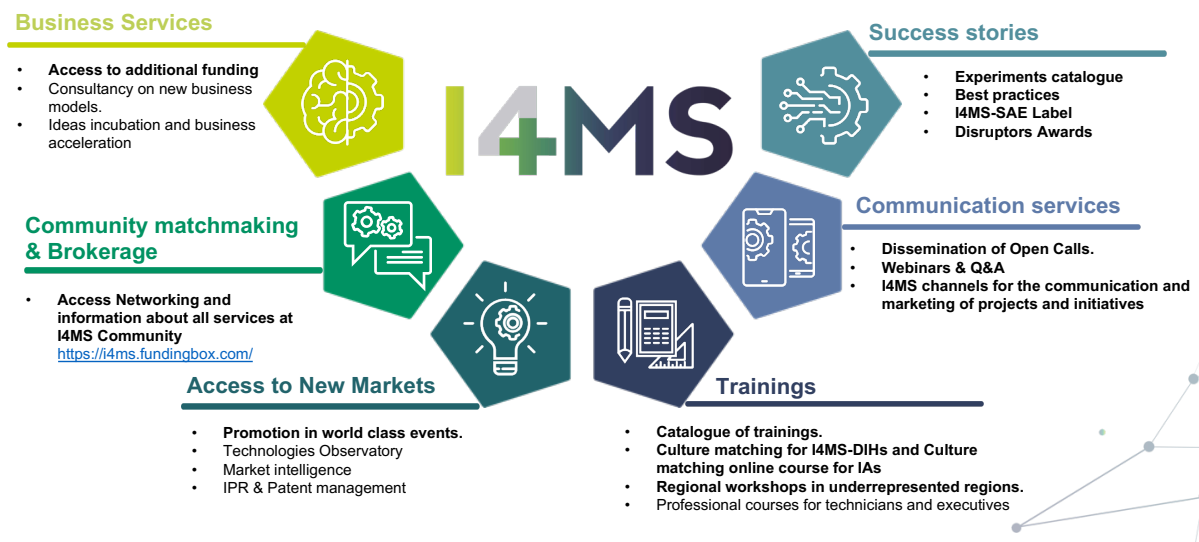 Business Services
• Access to additional funding
• Consultancy on new business
models.
• Ideas incubation and business
acceleration
I4MS
Success stories
• Experiments catalogue
• Best practices
• I4MS-SAE Label
• Disruptors Awards
Community matchmaking
& Brokerage
• Access Networking and
information about all services at
I4MS Community
https://i4ms.fundingbox.com/
Communication services
• Dissemination of Open Calls.
• Webinars & Q&A
• I4MS channels for the communication and
marketing of projects and initiatives
Access to New Markets
• Promotion in world class events.
• Technologies Observatory
• Market intelligence
• IPR & Patent management
Trainings
• Catalogue of trainings.
• Culture matching for I4MS-DIHs and Culture
matching online course for IAs
• Regional workshops in underrepresented regions.
• Professional courses for technicians and executives